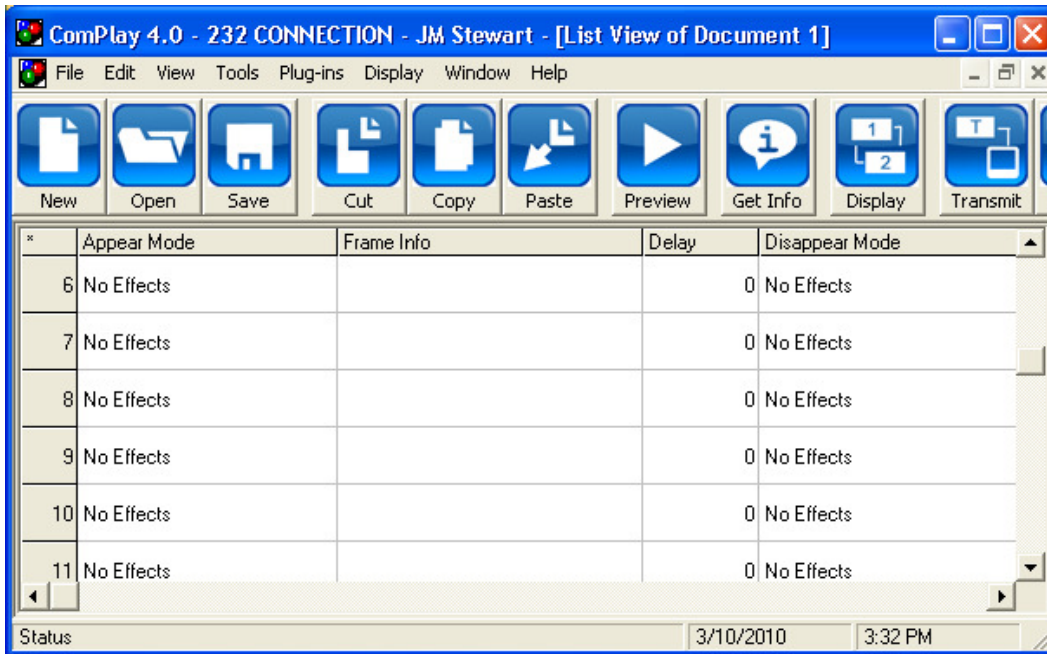 ComPlay 4.0 - 232 CONNECTION - JM Stewart - [List View of Document 1]
File Edit View Tools Plug-ins Display Window Help
1
T
2
New Open Save Cut Copy Paste Preview Get Info Display Transmit
* Appear Mode Frame Info Delay Disappear Mode
6 No Effects 0 No Effects
7 No Effects 0 No Effects
8 No Effects 0 No Effects
9 No Effects 0 No Effects
10 No Effects 0 No Effects
11 No Effects 0 No Effects
Status 3/10/2010 3:32 PM